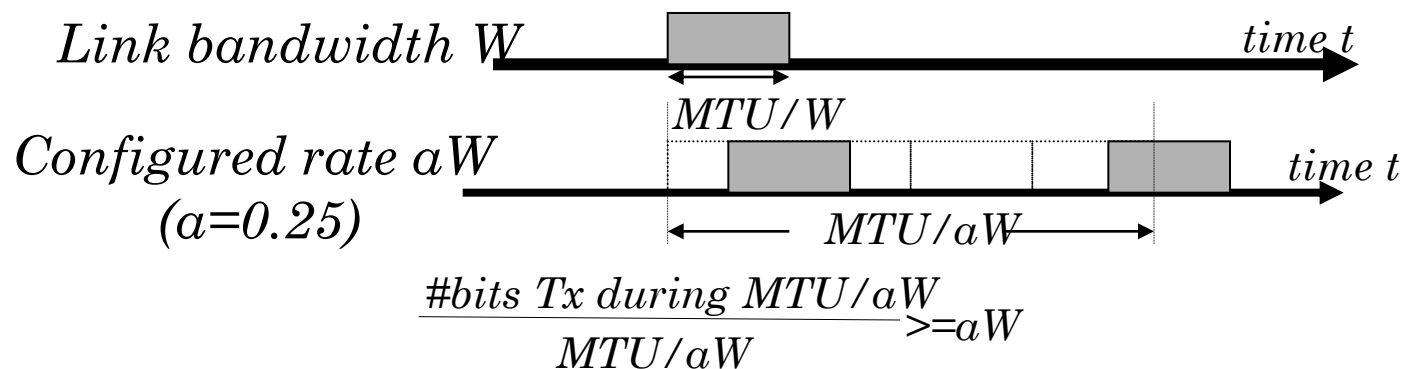 Link bandwidth W
time t
MTU/W
Configured rate aW
time t
(a=0.25)
MTU/aW
#bits Tx during MTU/aW
>=aW
MTU/aW